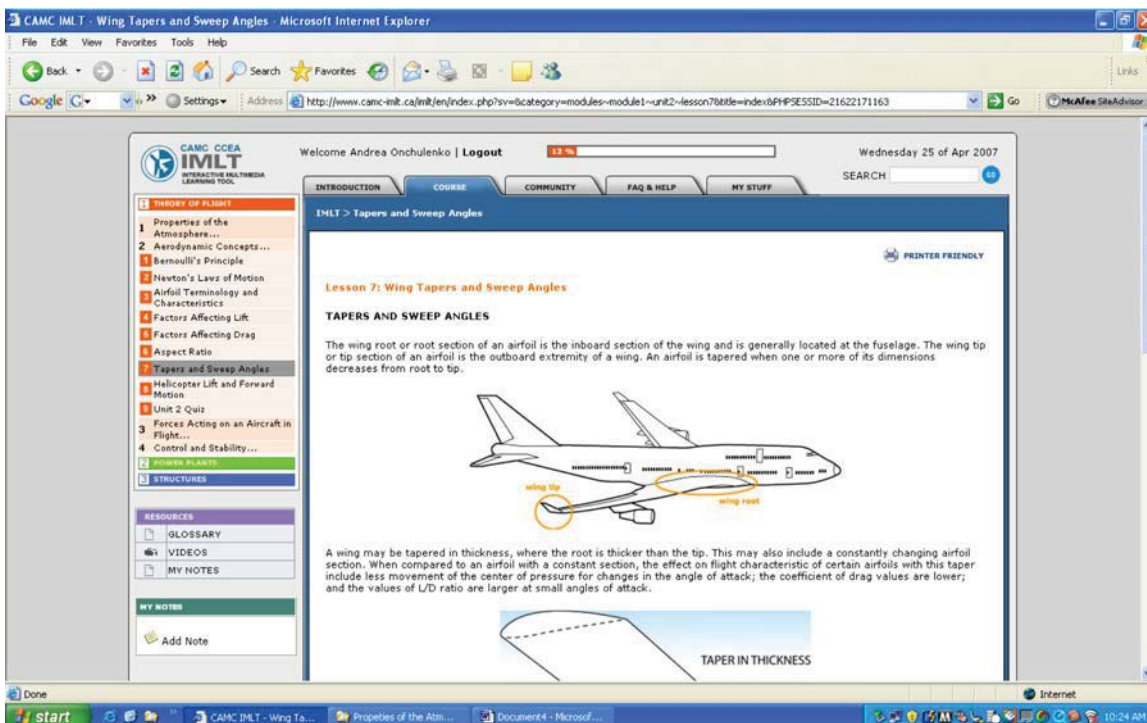 CAMC IMLT - Wing Tapers and Sweep Angles - Microsoft Internet Explorer
File Edit View Favorites Tools Help
Back Search Favorites Links
Google Settings Address http://www.camc-imlt.ca/imlt/en/index.php?sv=&category=modules~module1~unit2~lesson7&title=index&PHPSESSID=21622171163 Go McAfee SiteAdvisor
CAMC CCEA
IMLT
INTERACTIVE MULTIMEDIA
LEARNING TOOL
Welcome Andrea Onchulenko | Logout 12 % Wednesday 25 of Apr 2007
SEARCH GO
INTRODUCTION COURSE COMMUNITY FAQ & HELP MY STUFF
IMLT > Tapers and Sweep Angles
1 THEORY OF FLIGHT
1 Properties of the
Atmosphere...
2 Aerodynamic Concepts...
1 Bernoulli's Principle
2 Newton's Laws of Motion
3 Airfoil Terminology and
Characteristics
4 Factors Affecting Lift
5 Factors Affecting Drag
6 Aspect Ratio
7 Tapers and Sweep Angles
8 Helicopter Lift and Forward
Motion
9 Unit 2 Quiz
3 Forces Acting on an Aircraft in
Flight...
4 Control and Stability...
2 POWER PLANTS
3 STRUCTURES
RESOURCES
GLOSSARY
VIDEOS
MY NOTES
MY NOTES
Add Note
PRINTER FRIENDLY
Lesson 7: Wing Tapers and Sweep Angles
TAPERS AND SWEEP ANGLES
The wing root or root section of an airfoil is the inboard section of the wing and is generally located at the fuselage. The wing tip
or tip section of an airfoil is the outboard extremity of a wing. An airfoil is tapered when one or more of its dimensions
decreases from root to tip.
wing tip
wing root
A wing may be tapered in thickness, where the root is thicker than the tip. This may also include a constantly changing airfoil
section. When compared to an airfoil with a constant section, the effect on flight characteristic of certain airfoils with this taper
include less movement of the center of pressure for changes in the angle of attack; the coefficient of drag values are lower;
and the values of L/D ratio are larger at small angles of attack.
TAPER IN THICKNESS
Done Internet
start CAMC IMLT - Wing Ta... Propeties of the Atm... Document4 - Microsof... 10:24 AM